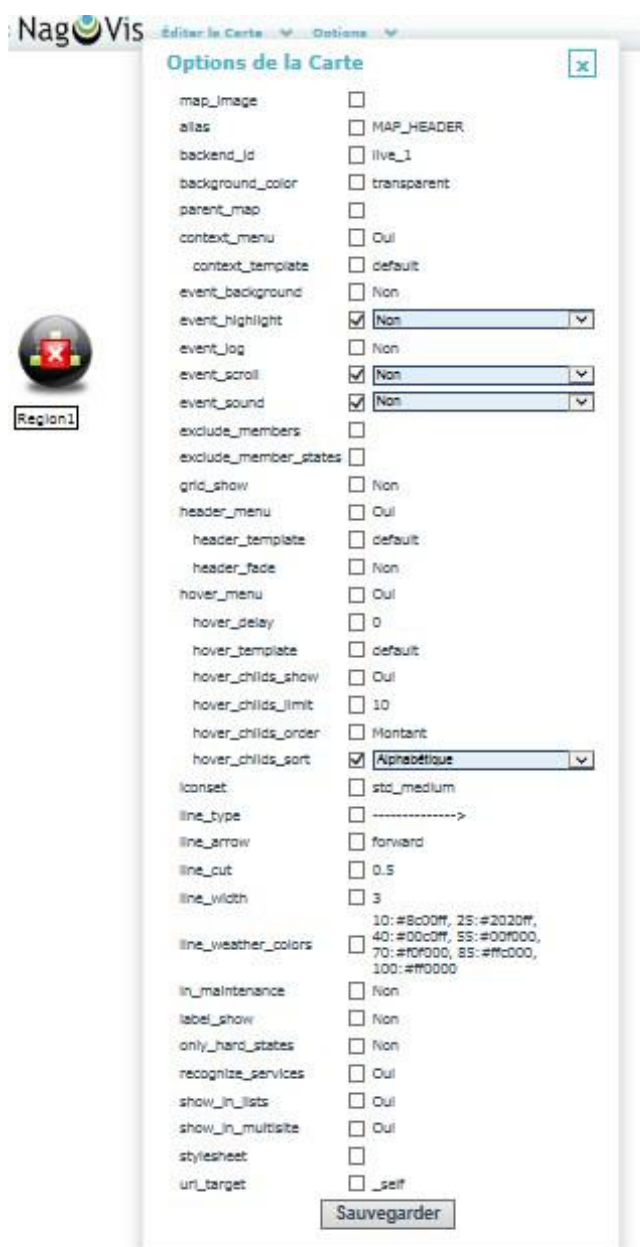 NagoVis Éditer la Carte Options
Options de la Carte x
map_image
alias MAP_HEADER
backend_id live_1
background_color transparent
parent_map
context_menu Oui
context_template default
event_background Non
event_highlight Non
event_log Non
event_scroll Non
event_sound Non
Region1
exclude_members
exclude_member_states
grid_show Non
header_menu Oui
header_template default
header_fade Non
hover_menu Oui
hover_delay 0
hover_template default
hover_childs_show Oui
hover_childs_limit 10
hover_childs_order Montant
hover_childs_sort Alphabétique
iconset std_medium
line_type -------------->
line_arrow forward
line_cut 0.5
line_width 3
10:#8c00ff, 25:#2020ff,
line_weather_colors 40:#00c0ff, 55:#00f000,
70:#f0f000, 85:#ffc000,
100:#ff0000
in_maintenance Non
label_show Non
only_hard_states Non
recognize_services Oui
show_in_lists Oui
show_in_multisite Oui
stylesheet
url_target _self
Sauvegarder